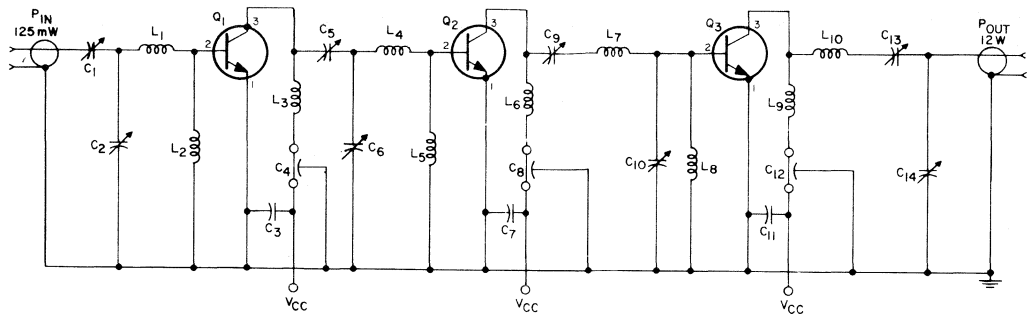 PIN
125 mW
C1
L1
C2
L2
Q1
3
2
1
L3
C4
C3
VCC
C5
L4
C6
L5
Q2
3
2
1
L6
C8
C7
VCC
C9
L7
C10
L8
Q3
3
2
1
L9
C12
C11
VCC
L10
C13
C14
POUT
12 W